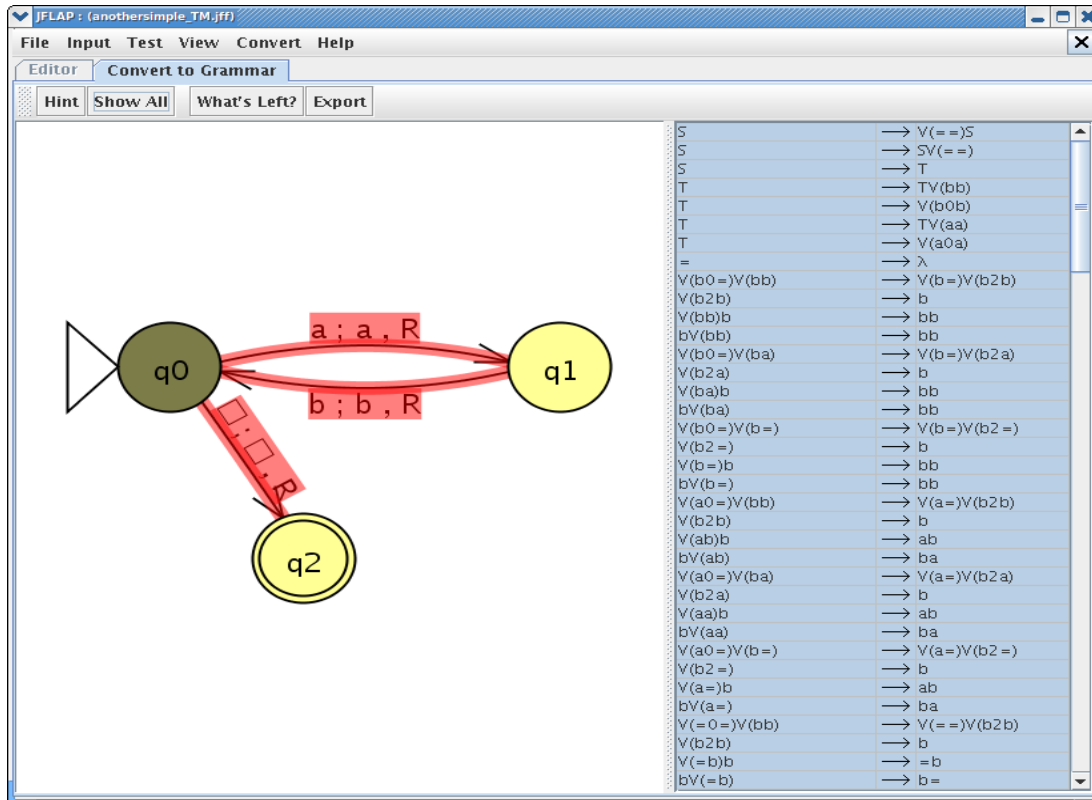 JFLAP : (anothersimple_TM.jff)
File Input Test View Convert Help
Editor Convert to Grammar
Hint Show All What's Left? Export
a ; a , R
q0
q1
b ; b , R
□ ; □ , R
q2
S → V(==)S
S → SV(==)
S → T
T → TV(bb)
T → V(b0b)
T → TV(aa)
T → V(a0a)
= → λ
V(b0=)V(bb) → V(b=)V(b2b)
V(b2b) → b
V(bb)b → bb
bV(bb) → bb
V(b0=)V(ba) → V(b=)V(b2a)
V(b2a) → b
V(ba)b → bb
bV(ba) → bb
V(b0=)V(b=) → V(b=)V(b2=)
V(b2=) → b
V(b=)b → bb
bV(b=) → bb
V(a0=)V(bb) → V(a=)V(b2b)
V(b2b) → b
V(ab)b → ab
bV(ab) → ba
V(a0=)V(ba) → V(a=)V(b2a)
V(b2a) → b
V(aa)b → ab
bV(aa) → ba
V(a0=)V(b=) → V(a=)V(b2=)
V(b2=) → b
V(a=)b → ab
bV(a=) → ba
V(=0=)V(bb) → V(==)V(b2b)
V(b2b) → b
V(=b)b → =b
bV(=b) → b=